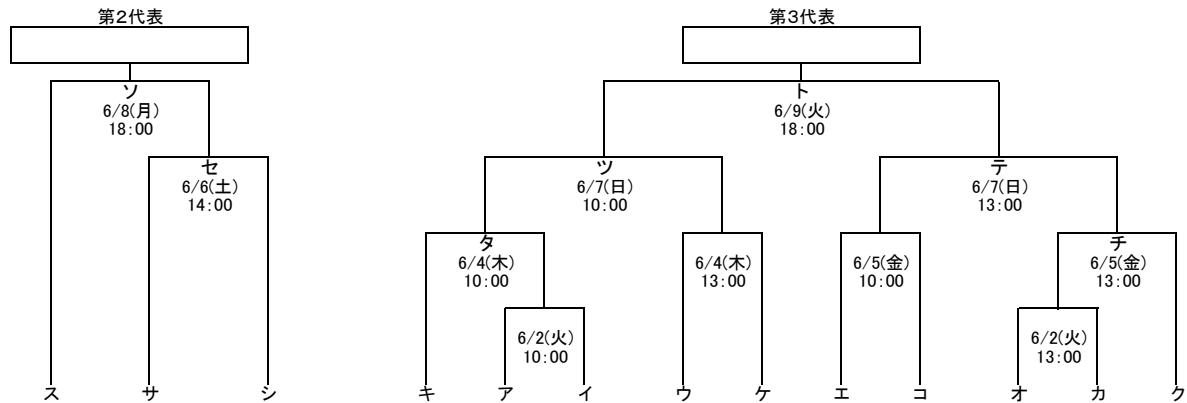 第2代表
第3代表
ソ
6/8(月)
18:00
ト
6/9(火)
18:00
セ
6/6(土)
14:00
ツ
6/7(日)
10:00
テ
6/7(日)
13:00
タ
6/4(木)
10:00
6/4(木)
13:00
6/5(金)
10:00
チ
6/5(金)
13:00
6/2(火)
10:00
6/2(火)
13:00
ス サ シ キ ア イ ウ ケ エ コ オ カ ク